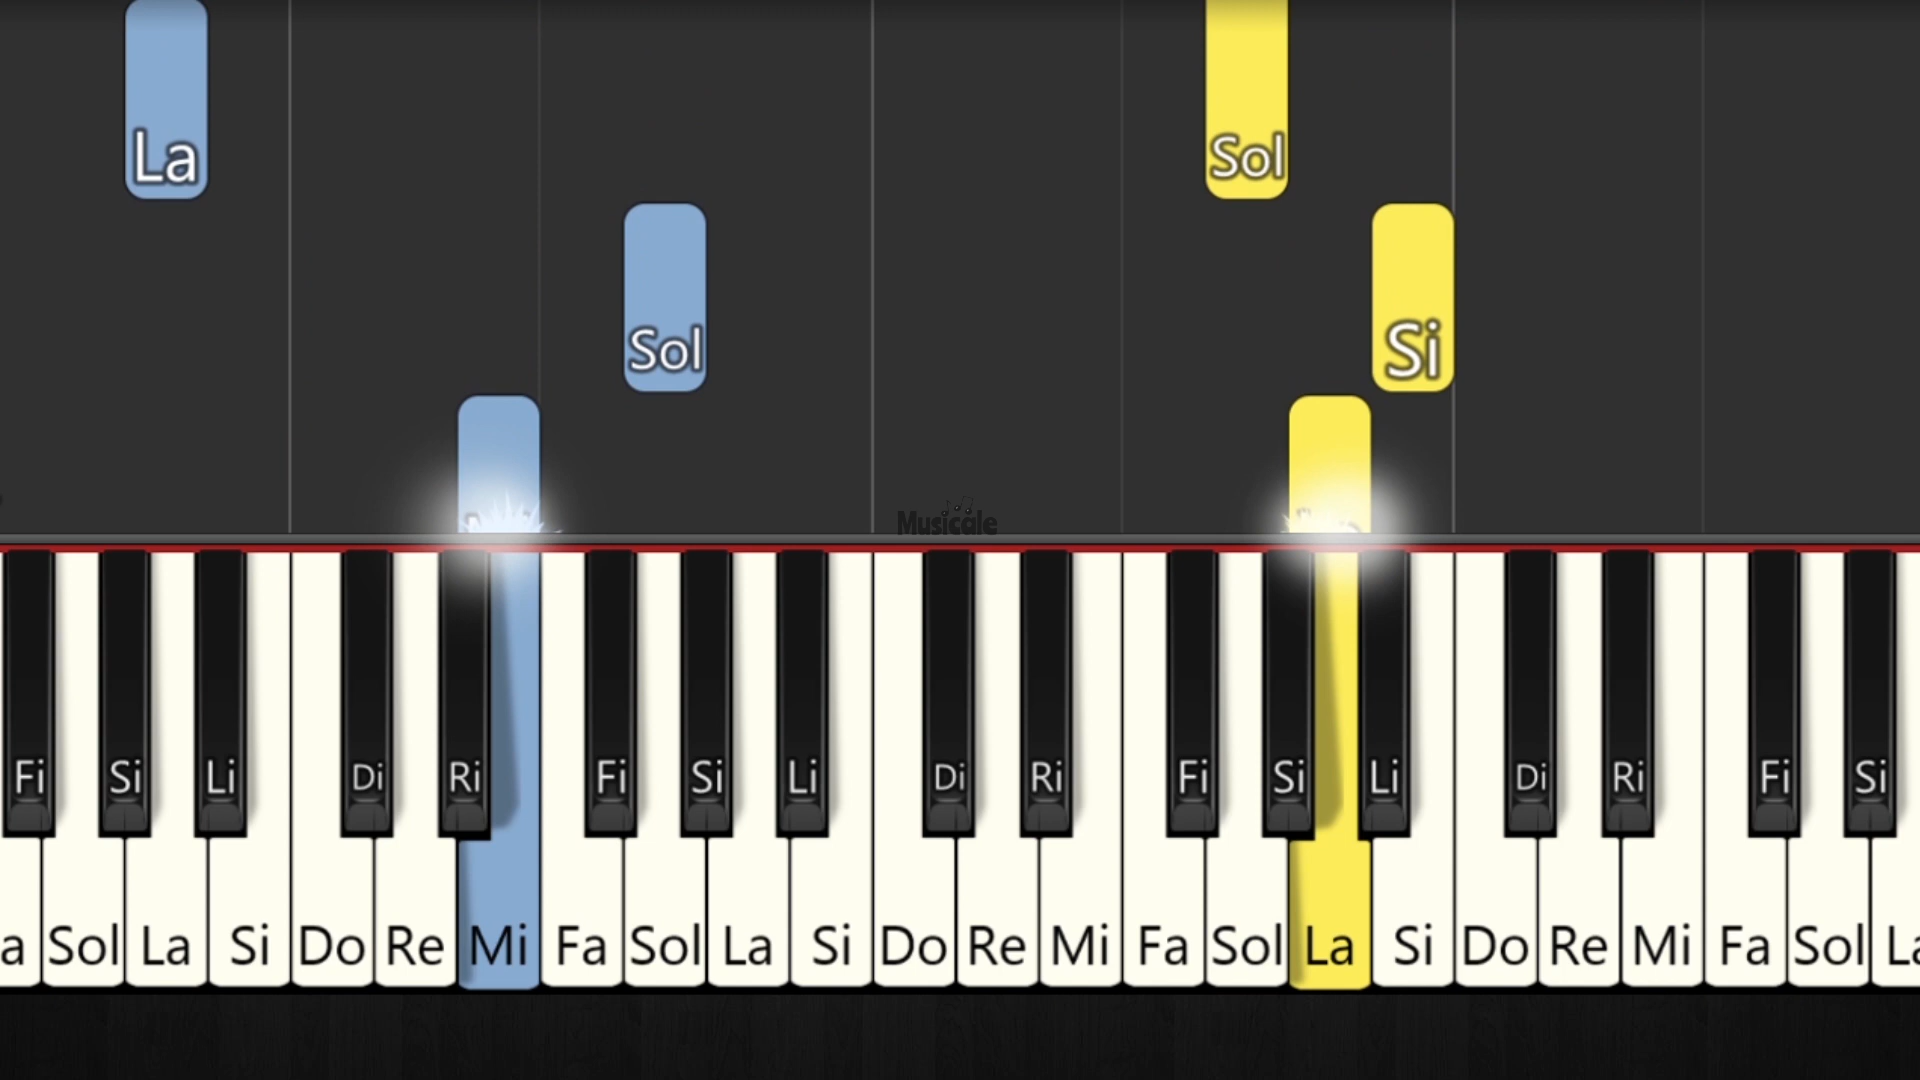 La
Sol
Sol
Si
Musicale
Fi Si Li Di Ri Fi Si Li Di Ri Fi Si Li Di Ri Fi Si
a Sol La Si Do Re Mi Fa Sol La Si Do Re Mi Fa Sol La Si Do Re Mi Fa Sol La